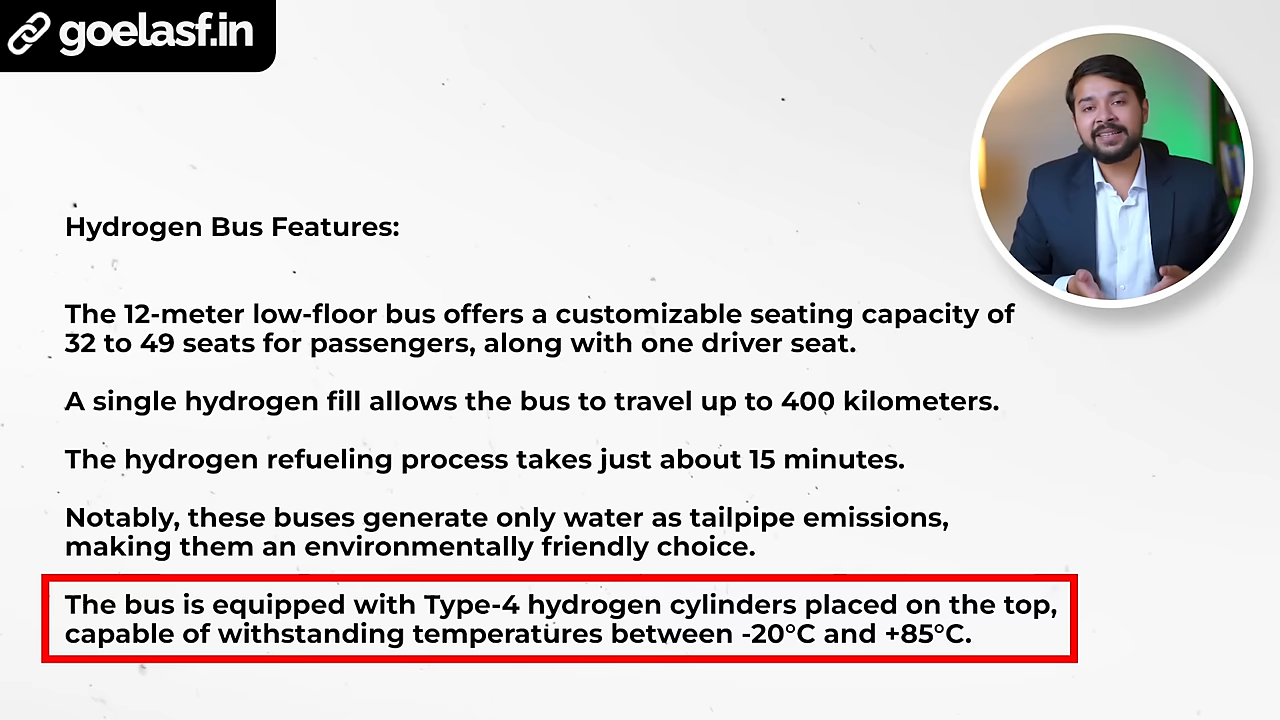 goelasf.in
Hydrogen Bus Features:
The 12-meter low-floor bus offers a customizable seating capacity of
32 to 49 seats for passengers, along with one driver seat.
A single hydrogen fill allows the bus to travel up to 400 kilometers.
The hydrogen refueling process takes just about 15 minutes.
Notably, these buses generate only water as tailpipe emissions,
making them an environmentally friendly choice.
The bus is equipped with Type-4 hydrogen cylinders placed on the top,
capable of withstanding temperatures between -20°C and +85°C.